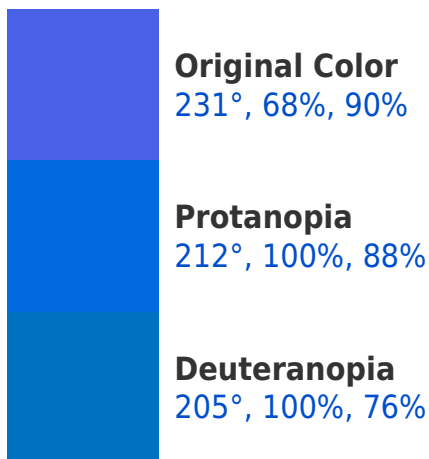 Original Color
231°, 68%, 90%
Protanopia
212°, 100%, 88%
Deuteranopia
205°, 100%, 76%